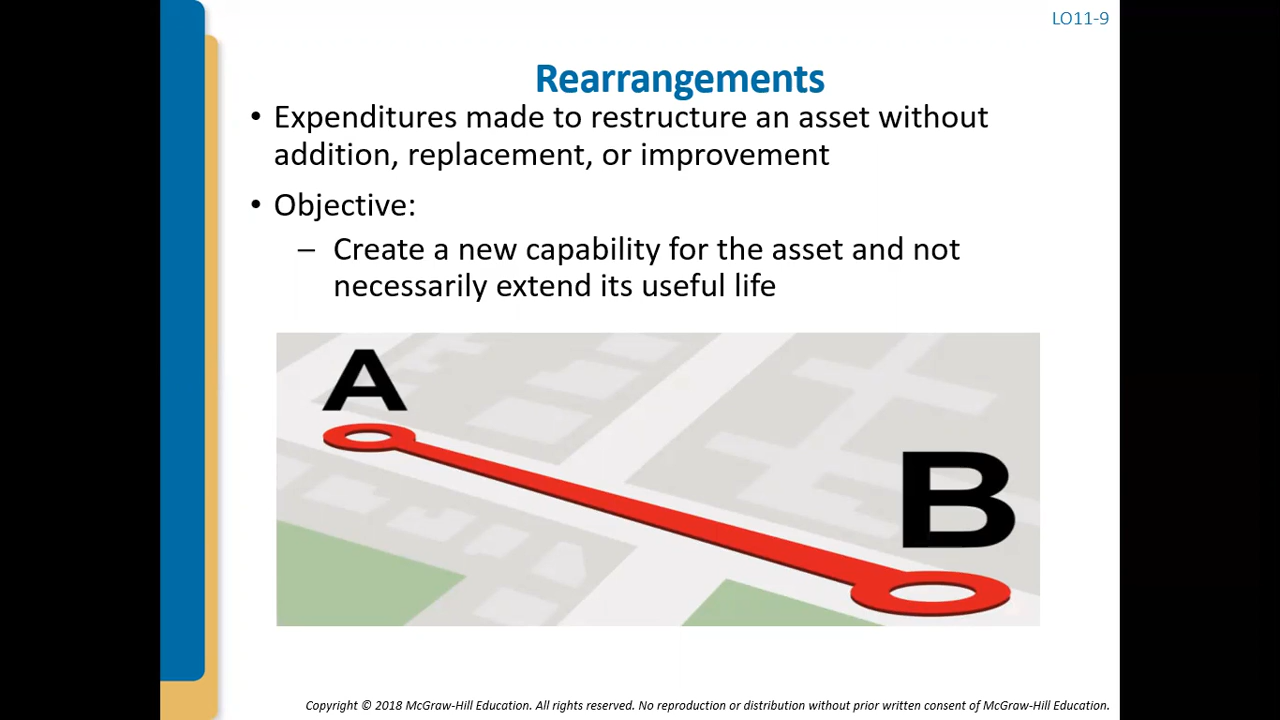 LO11-9
Rearrangements
• Expenditures made to restructure an asset without
addition, replacement, or improvement
• Objective:
– Create a new capability for the asset and not
necessarily extend its useful life
A
B
Copyright © 2018 McGraw-Hill Education. All rights reserved. No reproduction or distribution without prior written consent of McGraw-Hill Education.